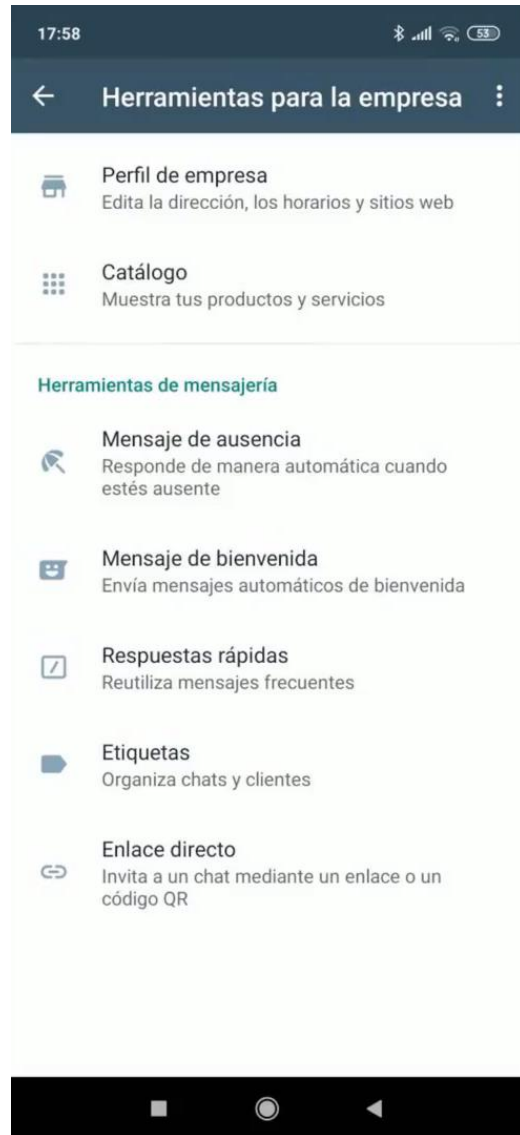 17:58
53
Herramientas para la empresa
Perfil de empresa
Edita la dirección, los horarios y sitios web
Catálogo
Muestra tus productos y servicios
Herramientas de mensajería
Mensaje de ausencia
Responde de manera automática cuando
estés ausente
Mensaje de bienvenida
Envía mensajes automáticos de bienvenida
Respuestas rápidas
Reutiliza mensajes frecuentes
Etiquetas
Organiza chats y clientes
Enlace directo
Invita a un chat mediante un enlace o un
código QR